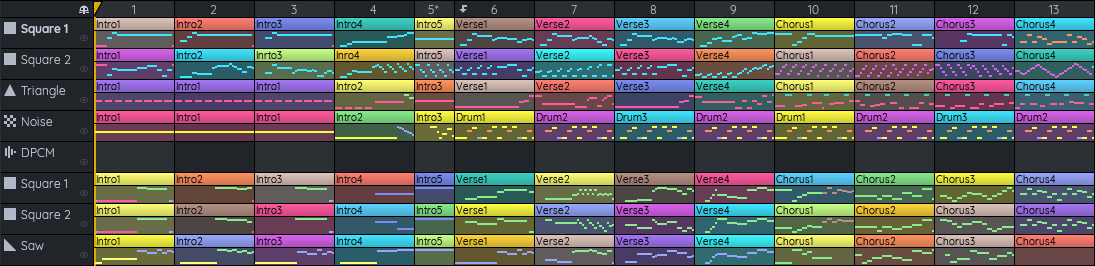 1 2 3 4 5* 6 7 8 9 10 11 12 13
Square 1 Intro1 Intro2 Intro3 Intro4 Intro5 Verse1 Verse2 Verse3 Verse4 Chorus1 Chorus2 Chorus3 Chorus4
Square 2 Intro1 Intro2 Intro3 Intro4 Intro5 Verse1 Verse2 Verse3 Verse4 Chorus1 Chorus2 Chorus3 Chorus4
Triangle Intro1 Intro1 Intro1 Intro2 Intro3 Verse1 Verse2 Verse3 Verse4 Chorus1 Chorus2 Chorus3 Chorus4
Noise Intro1 Intro1 Intro1 Intro2 Intro3 Drum1 Drum2 Drum3 Drum2 Drum1 Drum2 Drum3 Drum2
DPCM
Square 1 Intro1 Intro2 Intro3 Intro4 Intro5 Verse1 Verse2 Verse3 Verse4 Chorus1 Chorus2 Chorus3 Chorus4
Square 2 Intro1 Intro2 Intro3 Intro4 Intro5 Verse1 Verse2 Verse3 Verse4 Chorus1 Chorus2 Chorus3 Chorus4
Saw Intro1 Intro2 Intro3 Intro4 Intro5 Verse1 Verse2 Verse3 Verse4 Chorus1 Chorus2 Chorus3 Chorus4